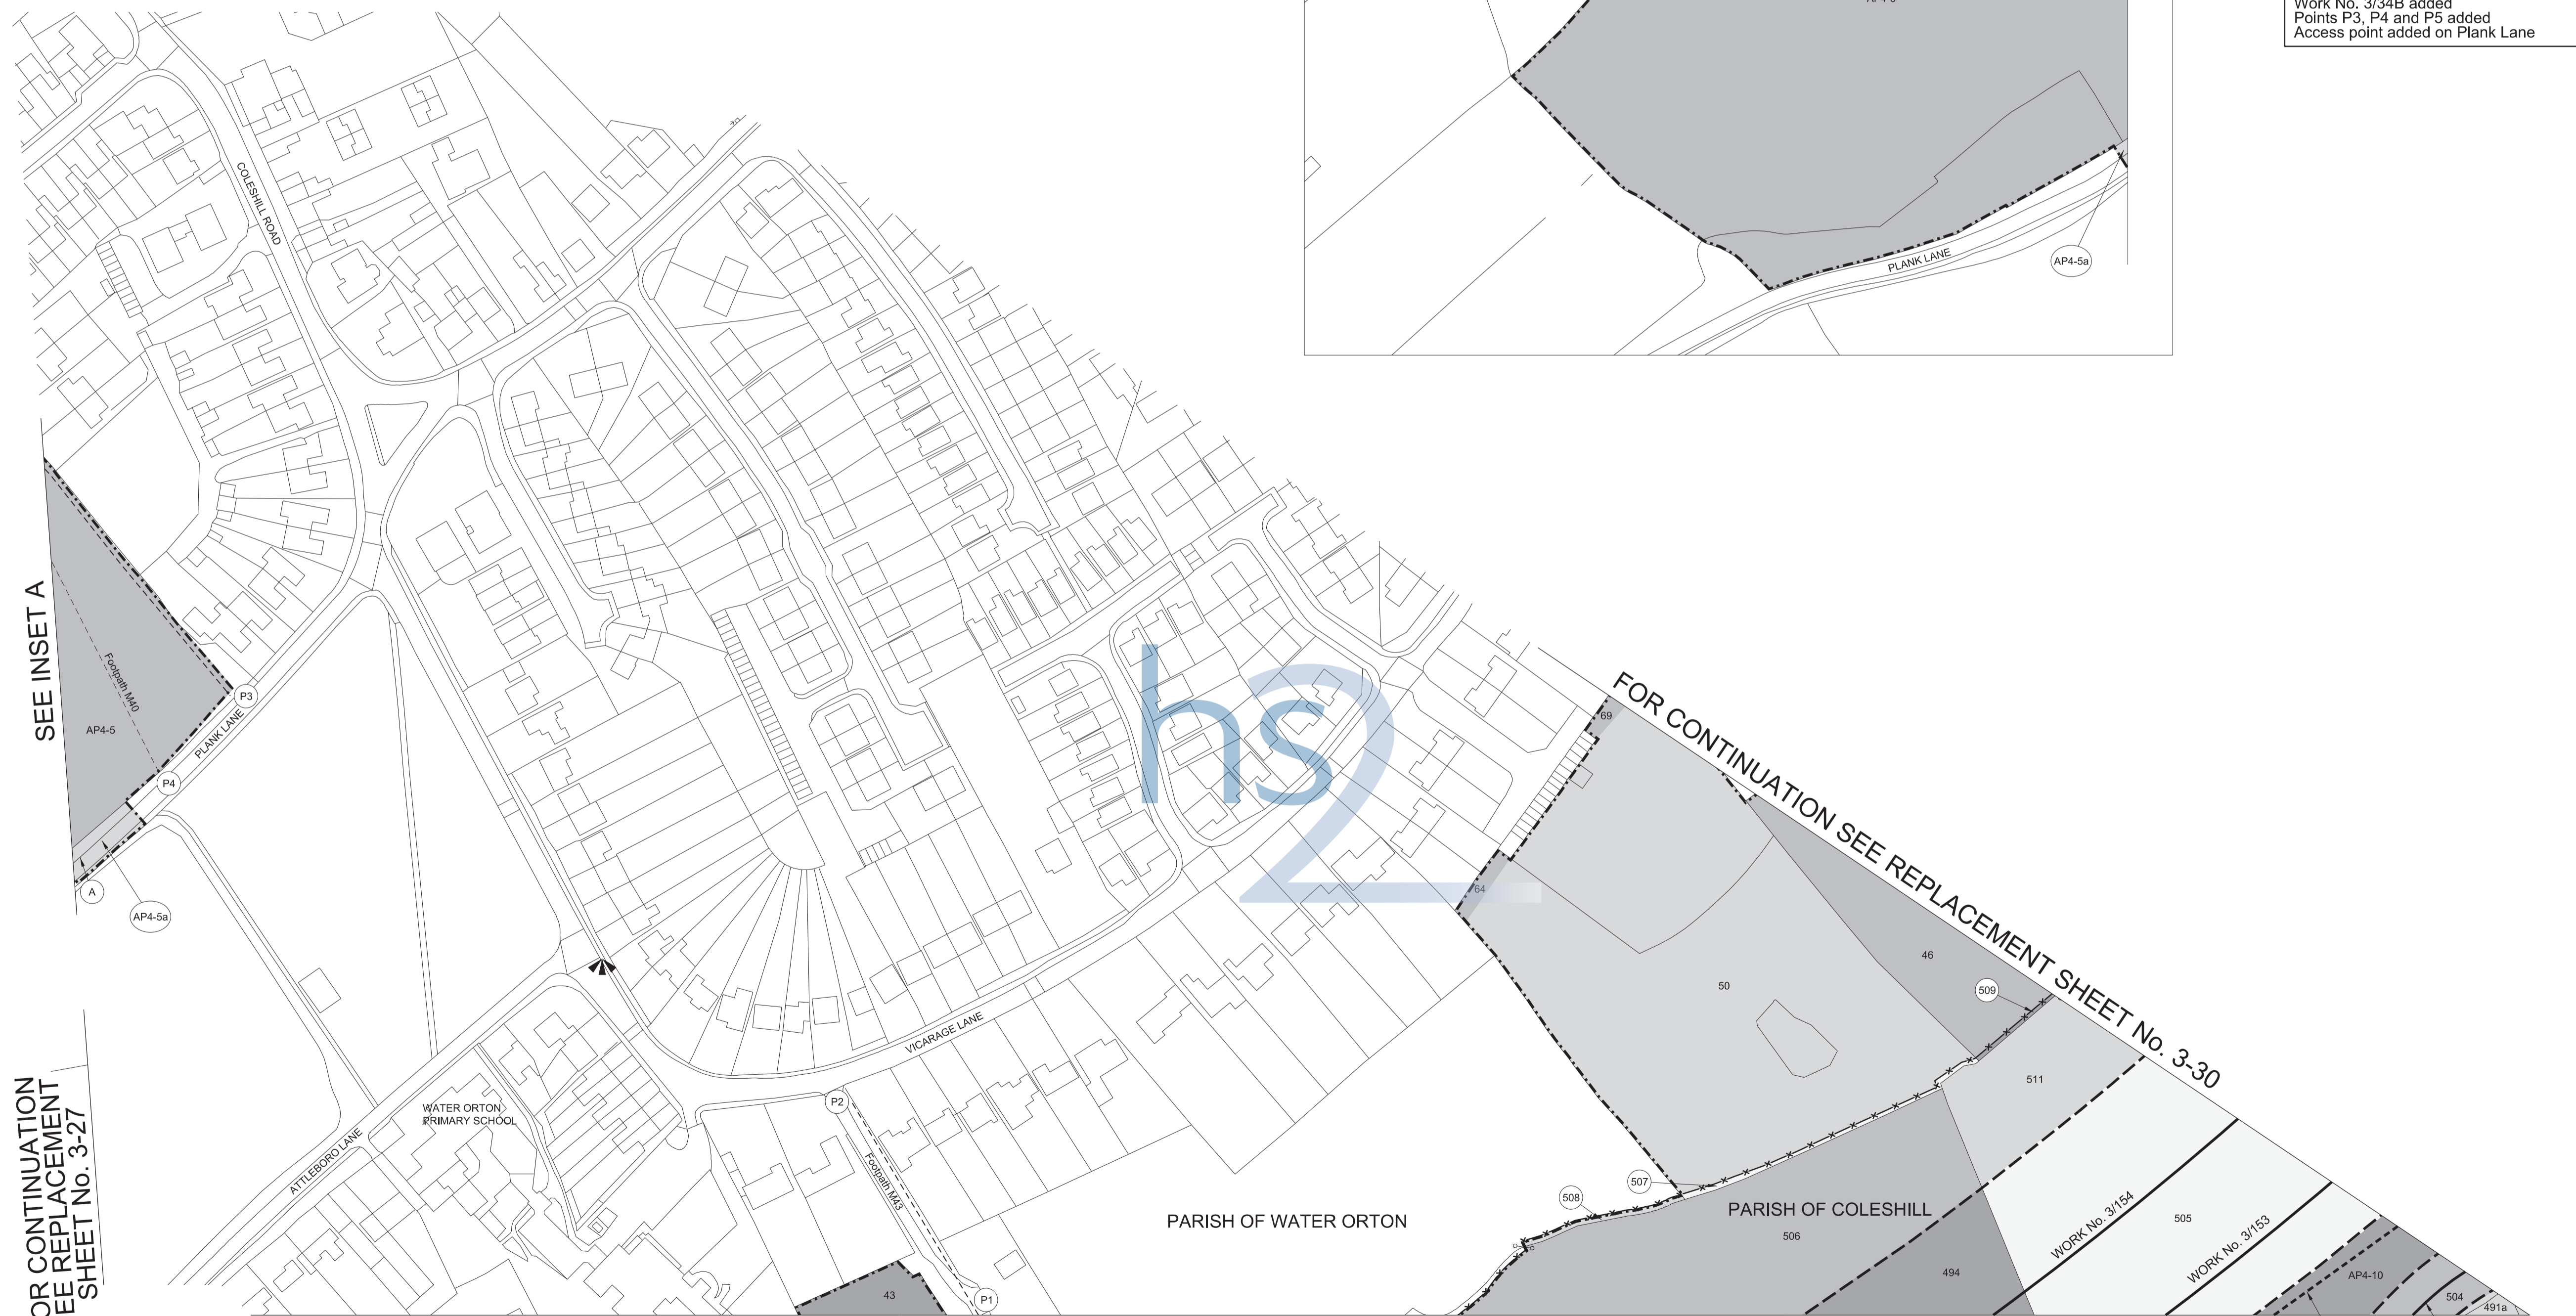 Work No. 3/34B added
Points P3, P4 and P5 added
Access point added on Plank Lane
PLANK LANE
AP4-5a
COLESHILL ROAD
SEE INSET A
Footpath M40
AP4-5
P3
PLANK LANE
P4
A
AP4-5a
hs2
69
64
FOR CONTINUATION SEE REPLACEMENT SHEET No. 3-30
46
50
509
511
VICARAGE LANE
WATER ORTON
PRIMARY SCHOOL
ATTLEBORO LANE
P2
Footpath M43
P1
43
507
508
PARISH OF WATER ORTON
PARISH OF COLESHILL
506
494
WORK No. 3/154
505
WORK No. 3/153
AP4-10
504
491a
OR CONTINUATION
EE REPLACEMENT
SHEET No. 3-27